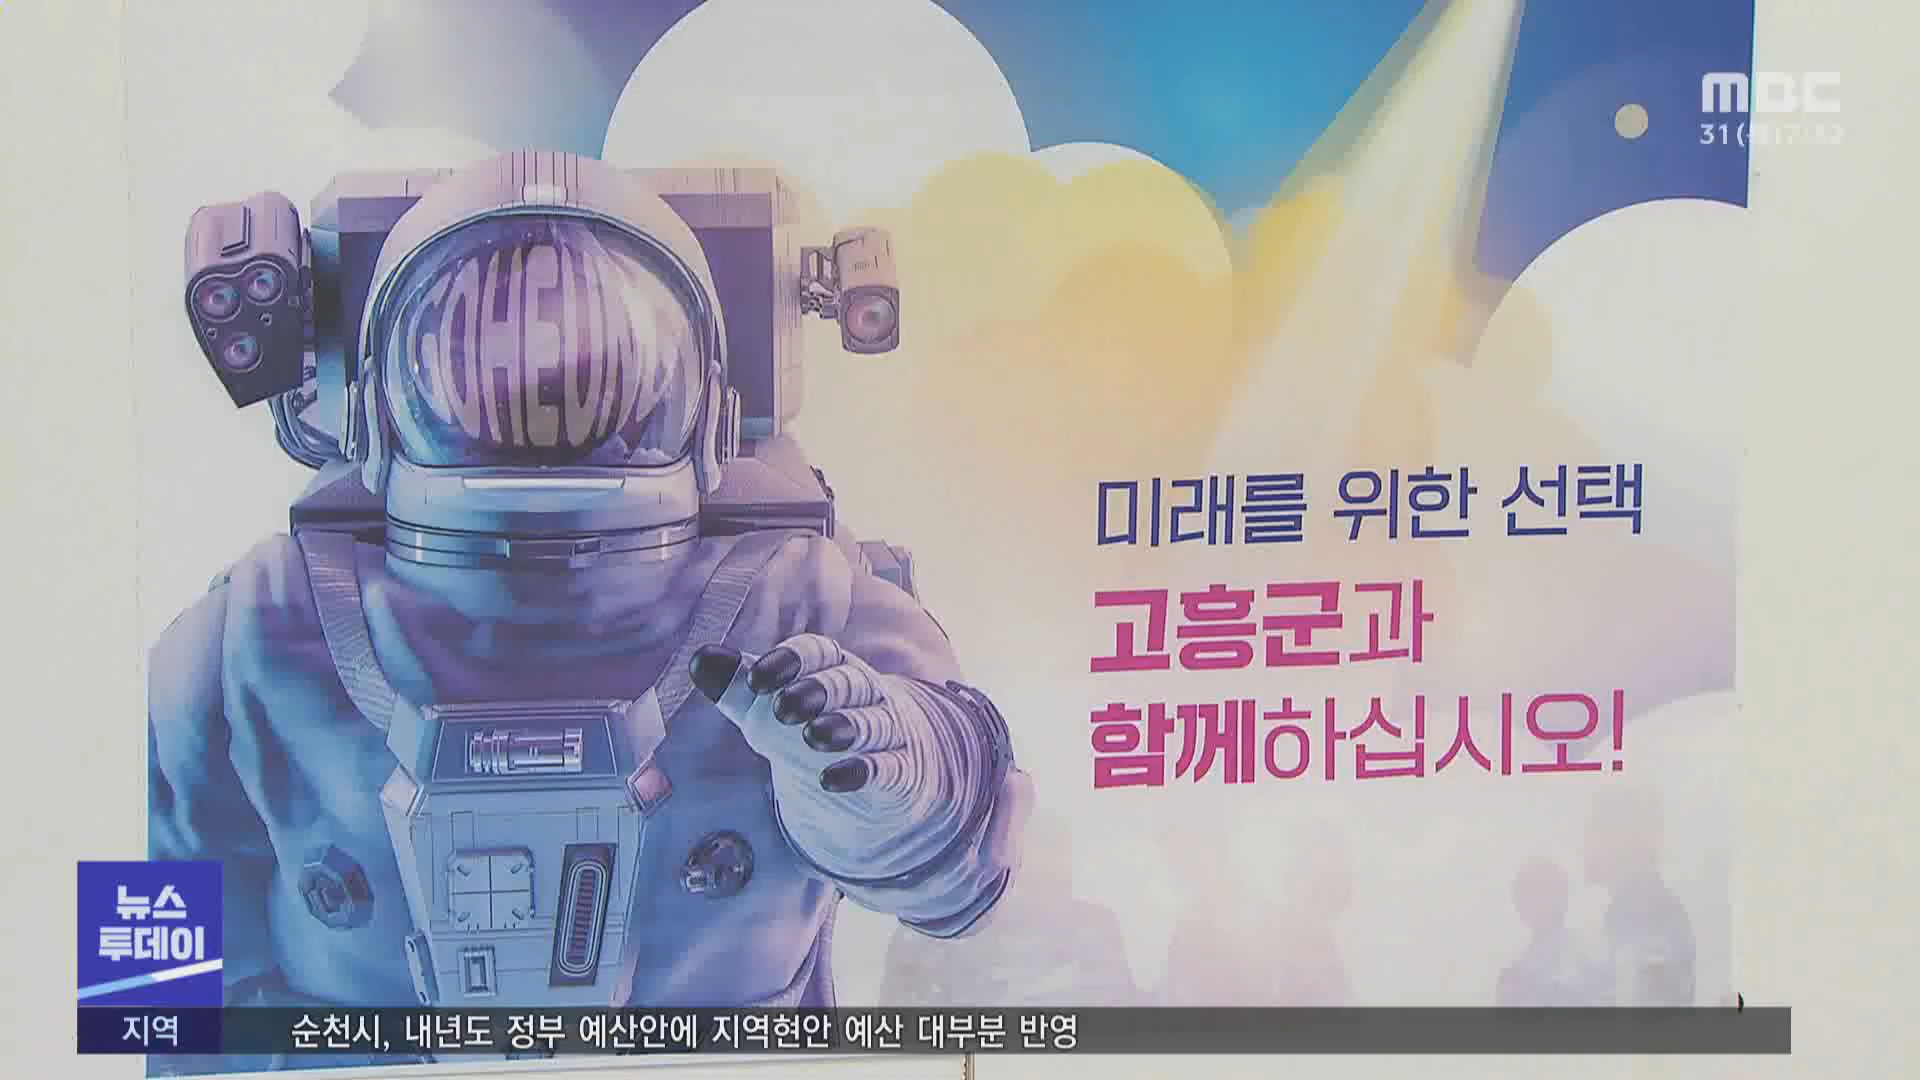 MBC
GOHEUNG
미래를 위한 선택
고흥군과
함께하십시오!
뉴스
투데이
지역
순천시, 내년도 정부 예산안에 지역현안 예산 대부분 반영